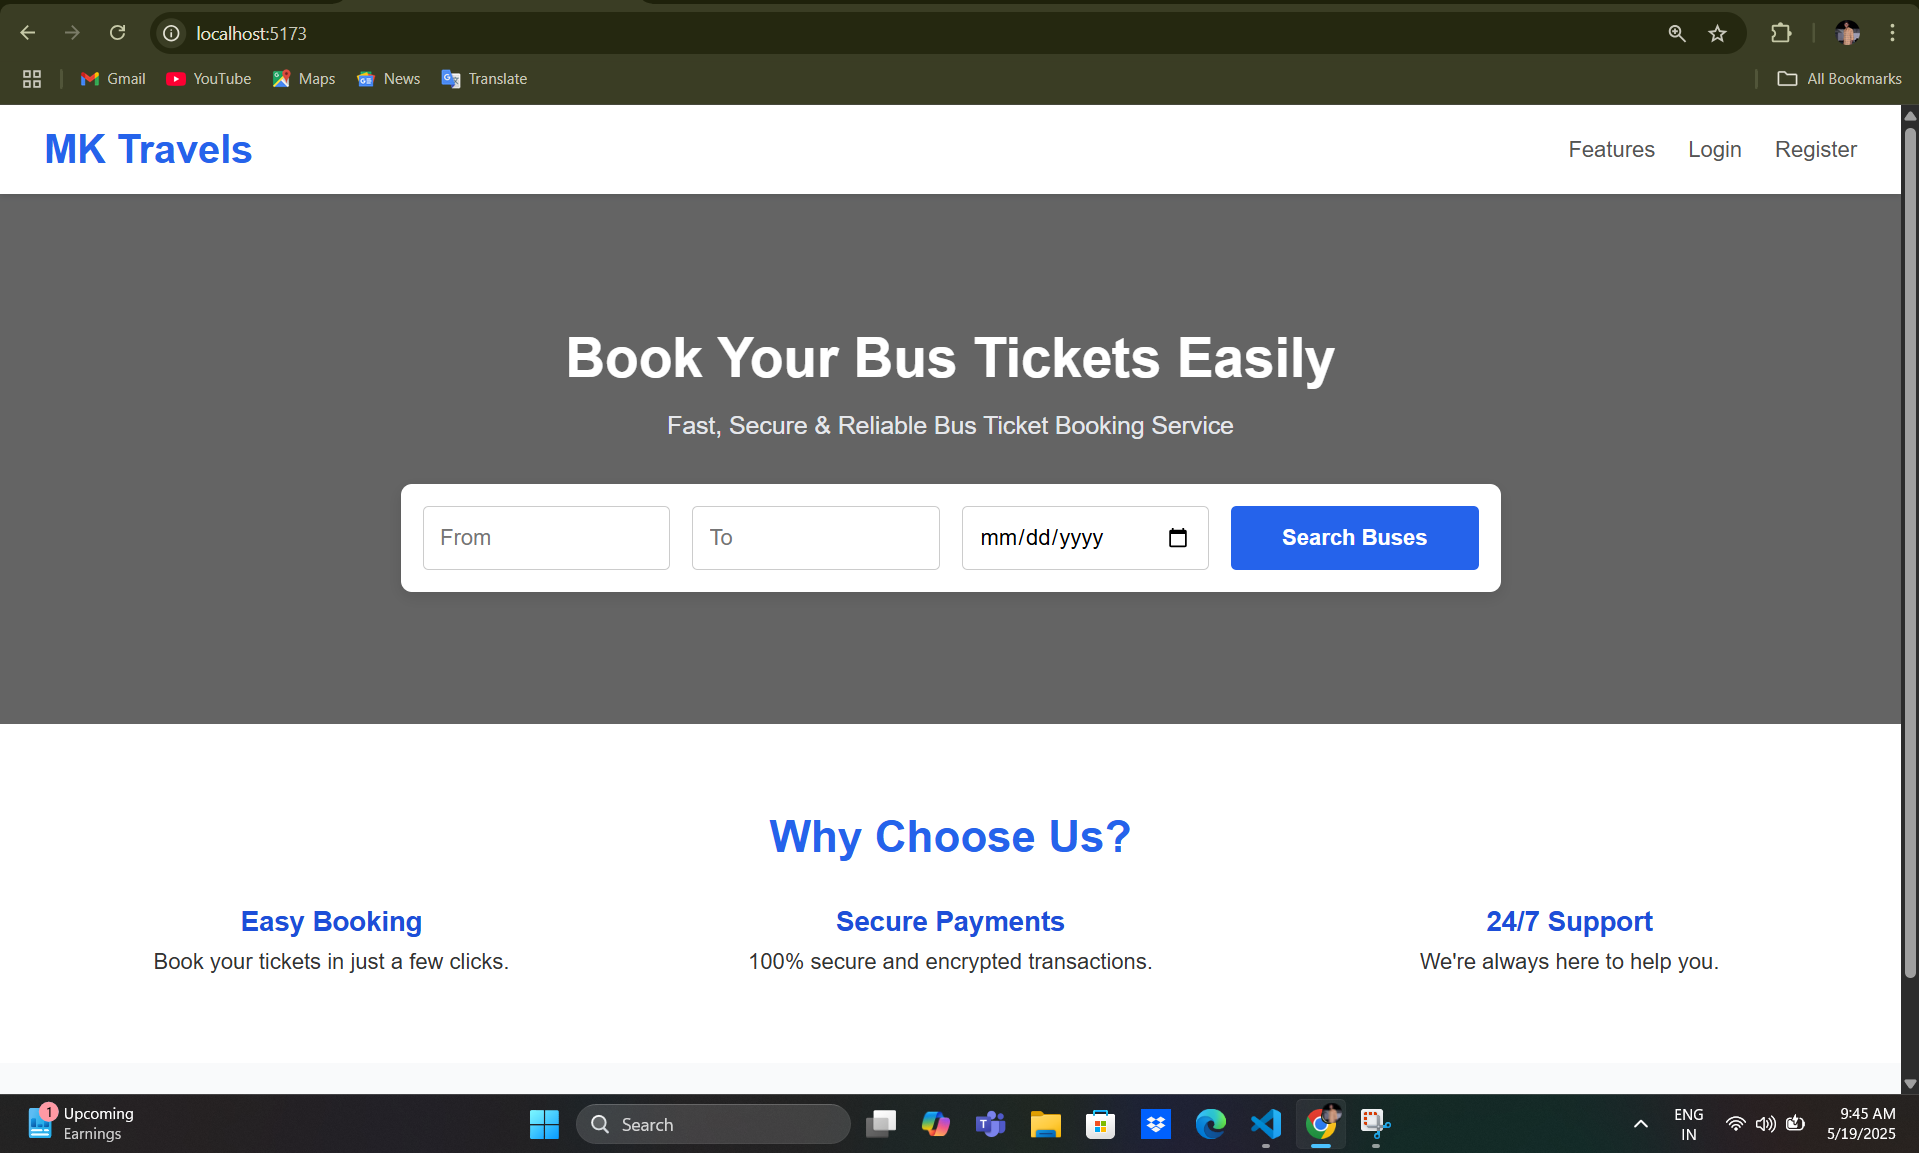 localhost:5173
Gmail YouTube Maps News Translate All Bookmarks
MK Travels Features Login Register
Book Your Bus Tickets Easily
Fast, Secure & Reliable Bus Ticket Booking Service
From To mm/dd/yyyy Search Buses
Why Choose Us?
Easy Booking Secure Payments 24/7 Support
Book your tickets in just a few clicks. 100% secure and encrypted transactions. We're always here to help you.
1 Upcoming Search ENG 9:45 AM
Earnings IN 5/19/2025